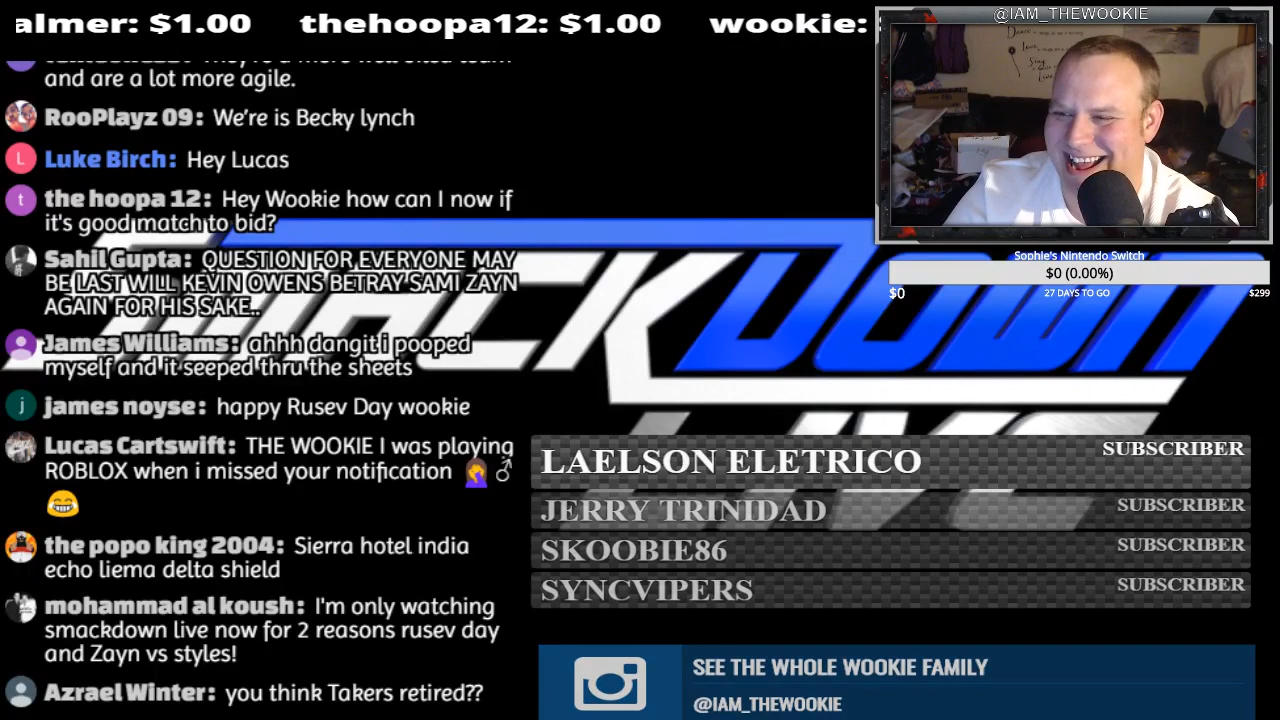 almer: $1.00 thehoopa12: $1.00 wookie:
@IAM_THEWOOKIE
and are a lot more agile.
RooPlayz 09: We're is Becky lynch
Luke Birch: Hey Lucas
the hoopa 12: Hey Wookie how can I now if
it's good match to bid?
Sahil Gupta: QUESTION FOR EVERYONE MAY
BE LAST WILL KEVIN OWENS BETRAY SAMI ZAYN
AGAIN FOR HIS SAKE..
James Williams: ahhh dangit i pooped
myself and it seeped thru the sheets
james noyse: happy Rusev Day wookie
Lucas Cartswift: THE WOOKIE I was playing
ROBLOX when i missed your notification 🤦‍♂
😂
the popo king 2004: Sierra hotel india
echo liema delta shield
mohammad al koush: I'm only watching
smackdown live now for 2 reasons rusev day
and Zayn vs styles!
Azrael Winter: you think Takers retired??
Sophie's Nintendo Switch
$0 (0.00%)
$0 27 DAYS TO GO $299
SMACKDOWN
LIVE
LAELSON ELETRICO SUBSCRIBER
JERRY TRINIDAD SUBSCRIBER
SKOOBIE86 SUBSCRIBER
SYNCVIPERS SUBSCRIBER
SEE THE WHOLE WOOKIE FAMILY
@IAM_THEWOOKIE